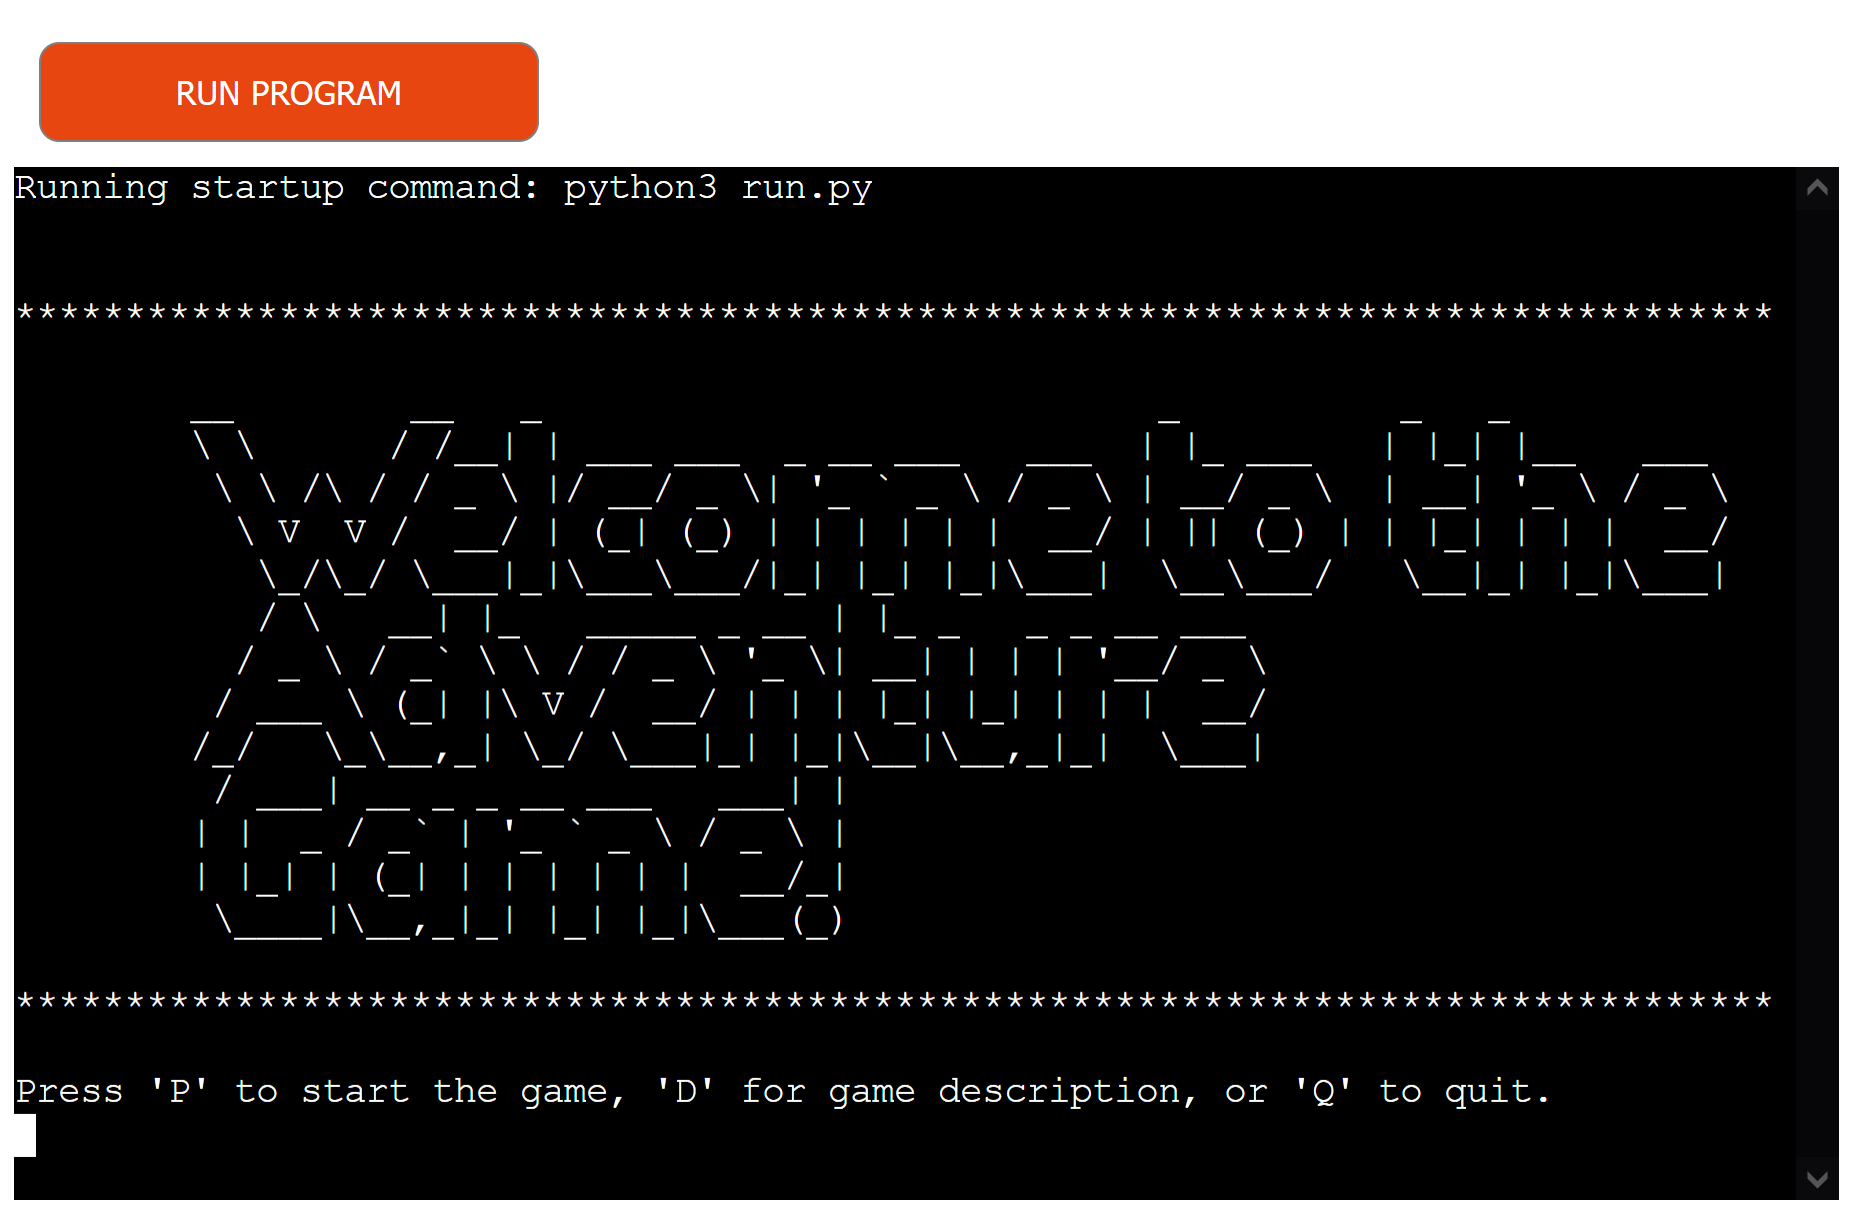 RUN PROGRAM
Running startup command: python3 run.py
********************************************************************************
Welcome to the
Adventure
Game!
********************************************************************************
Press 'P' to start the game, 'D' for game description, or 'Q' to quit.